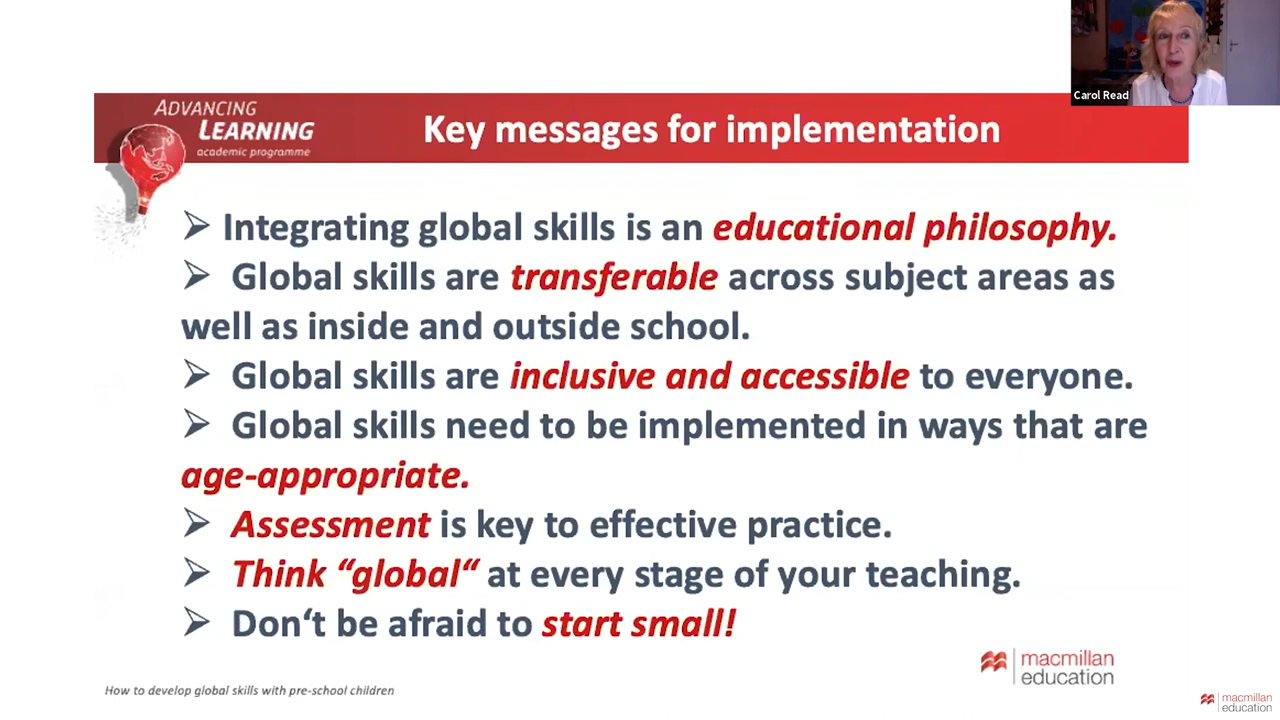 Carol Read
ADVANCING
LEARNING
academic programme
Key messages for implementation
➢ Integrating global skills is an educational philosophy.
➢ Global skills are transferable across subject areas as
well as inside and outside school.
➢ Global skills are inclusive and accessible to everyone.
➢ Global skills need to be implemented in ways that are
age-appropriate.
➢ Assessment is key to effective practice.
➢ Think “global“ at every stage of your teaching.
➢ Don‘t be afraid to start small!
macmillan
education
How to develop global skills with pre-school children
macmillan
education